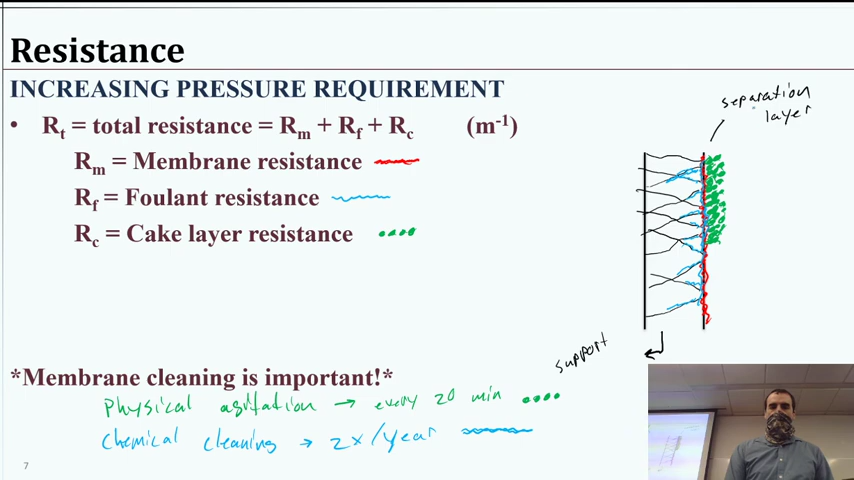 Resistance
INCREASING PRESSURE REQUIREMENT
• Rt = total resistance = Rm + Rf + Rc (m-1)
Rm = Membrane resistance
Rf = Foulant resistance
Rc = Cake layer resistance
separation
layer
support
*Membrane cleaning is important!*
Physical agitation → every 20 min
Chemical cleaning → 2x/year
7